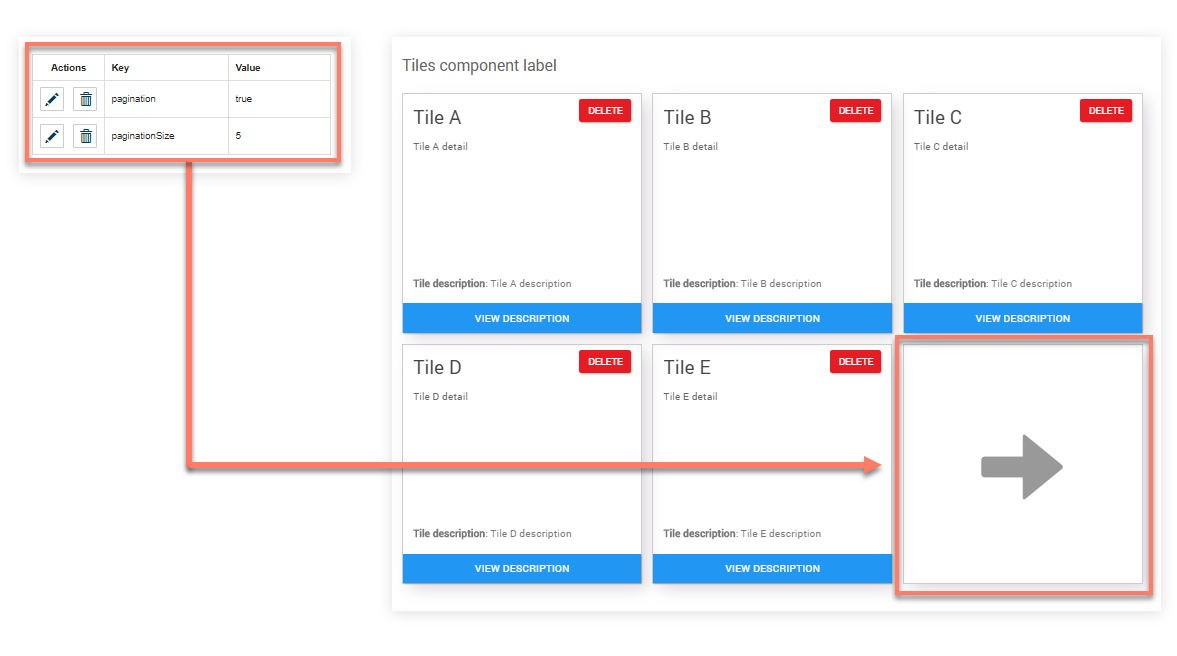 Actions Key Value
pagination true
paginationSize 5
Tiles component label
Tile A DELETE Tile B DELETE Tile C DELETE
Tile A detail Tile B detail Tile C detail
Tile description: Tile A description Tile description: Tile B description Tile description: Tile C description
VIEW DESCRIPTION VIEW DESCRIPTION VIEW DESCRIPTION
Tile D DELETE Tile E DELETE
Tile D detail Tile E detail
Tile description: Tile D description Tile description: Tile E description
VIEW DESCRIPTION VIEW DESCRIPTION